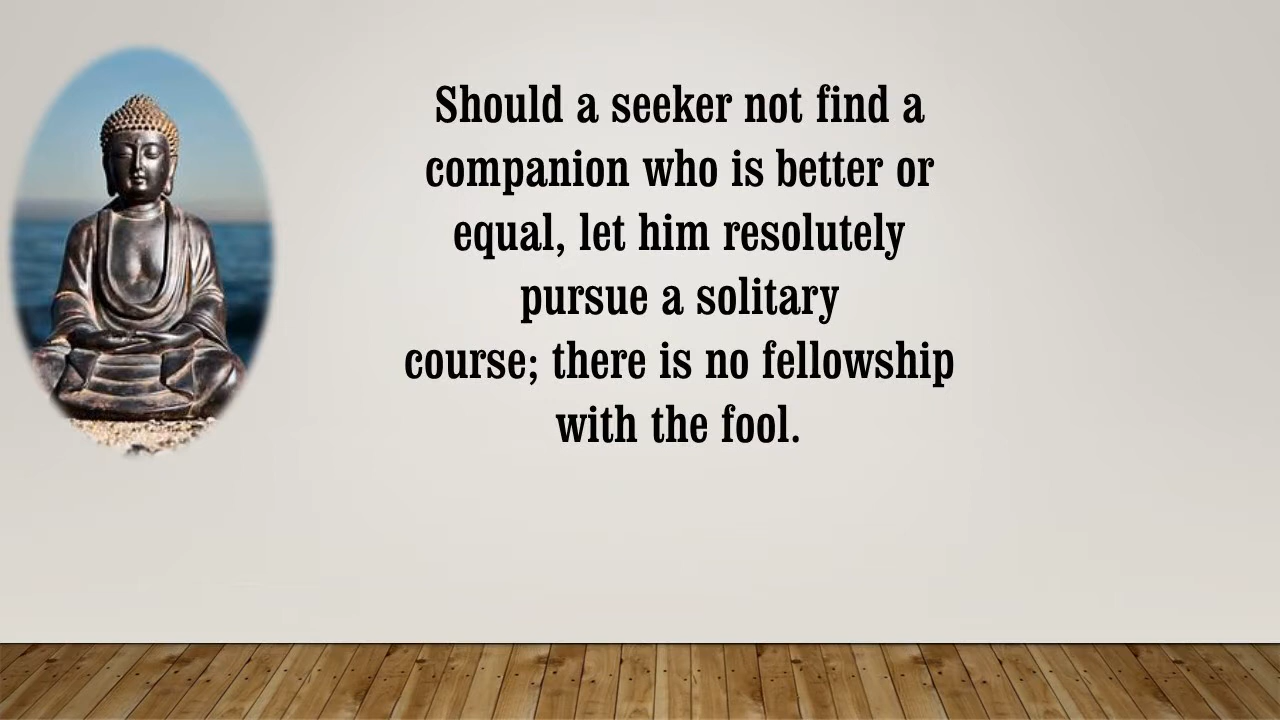 Should a seeker not find a
companion who is better or
equal, let him resolutely
pursue a solitary
course; there is no fellowship
with the fool.